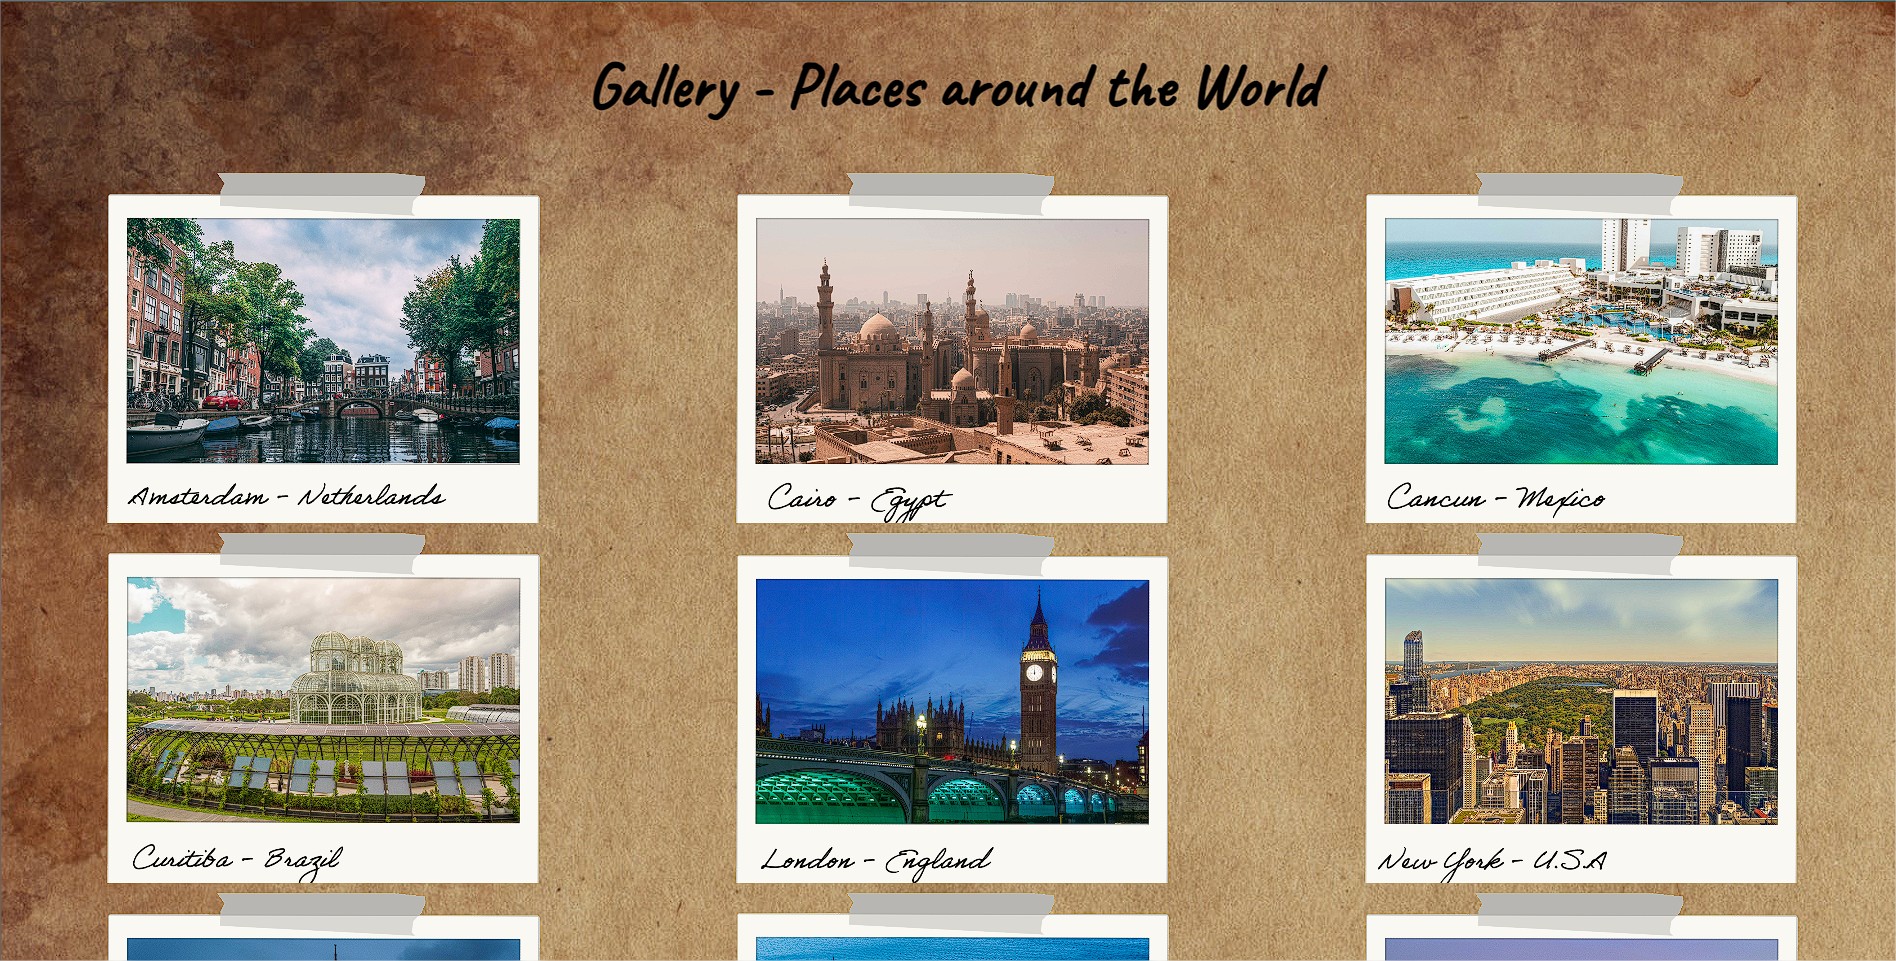 Gallery - Places around the World
Amsterdam - Netherlands
Cairo - Egypt
Cancun - Mexico
Curitiba - Brazil
London - England
New York - U.S.A